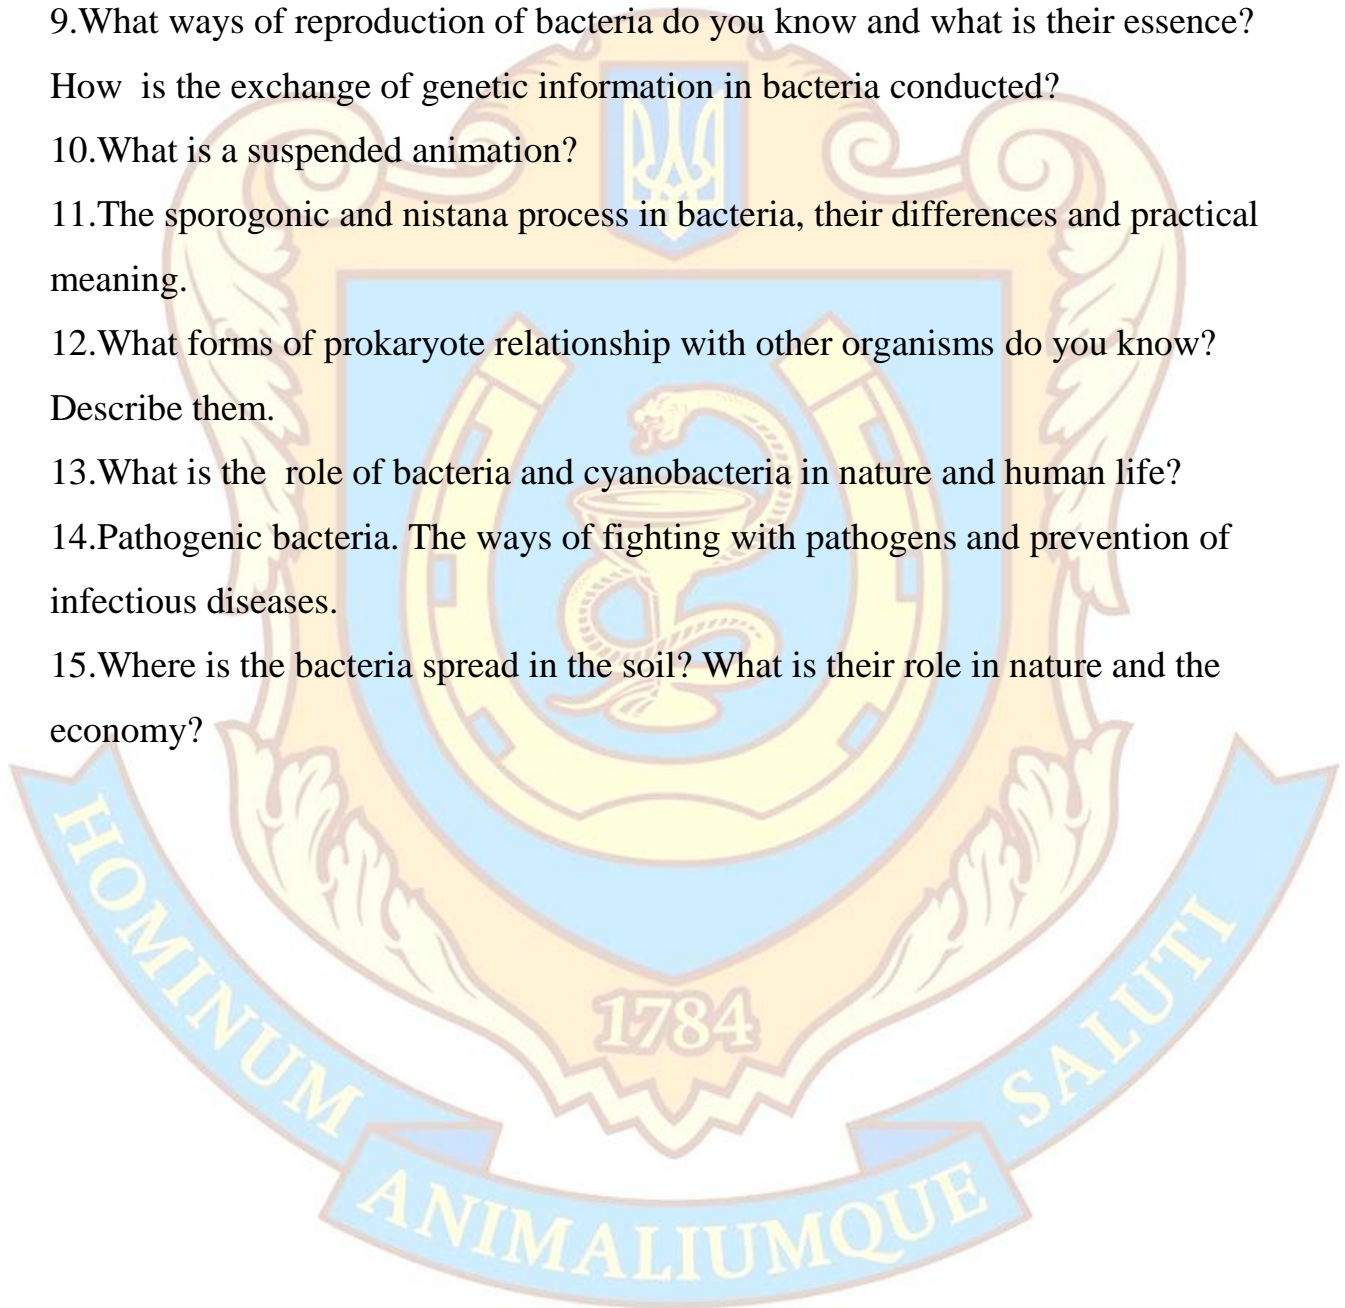 9.What ways of reproduction of bacteria do you know and what is their essence?
How  is the exchange of genetic information in bacteria conducted?
10.What is a suspended animation?
11.The sporogonic and nistana process in bacteria, their differences and practical
meaning.
12.What forms of prokaryote relationship with other organisms do you know?
Describe them.
13.What is the  role of bacteria and cyanobacteria in nature and human life?
14.Pathogenic bacteria. The ways of fighting with pathogens and prevention of
infectious diseases.
15.Where is the bacteria spread in the soil? What is their role in nature and the
economy?
1784
HOMINUM
ANIMALIUMQUE
SALUTI